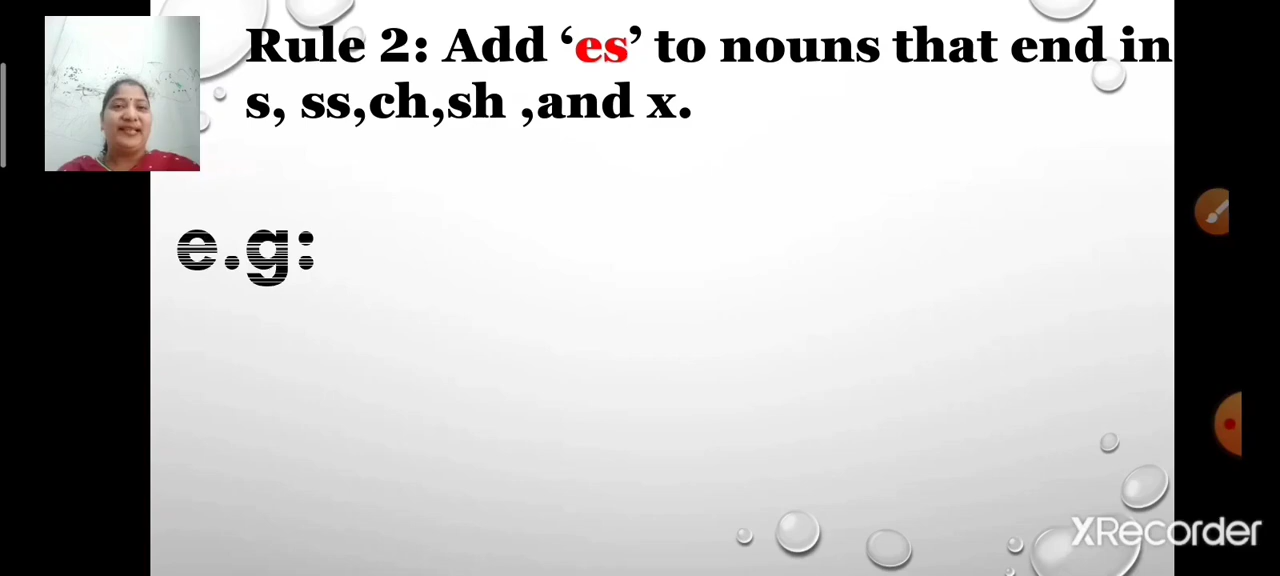 Rule 2: Add ‘es’ to nouns that end in
s, ss,ch,sh ,and x.
e.g:
XRecorder